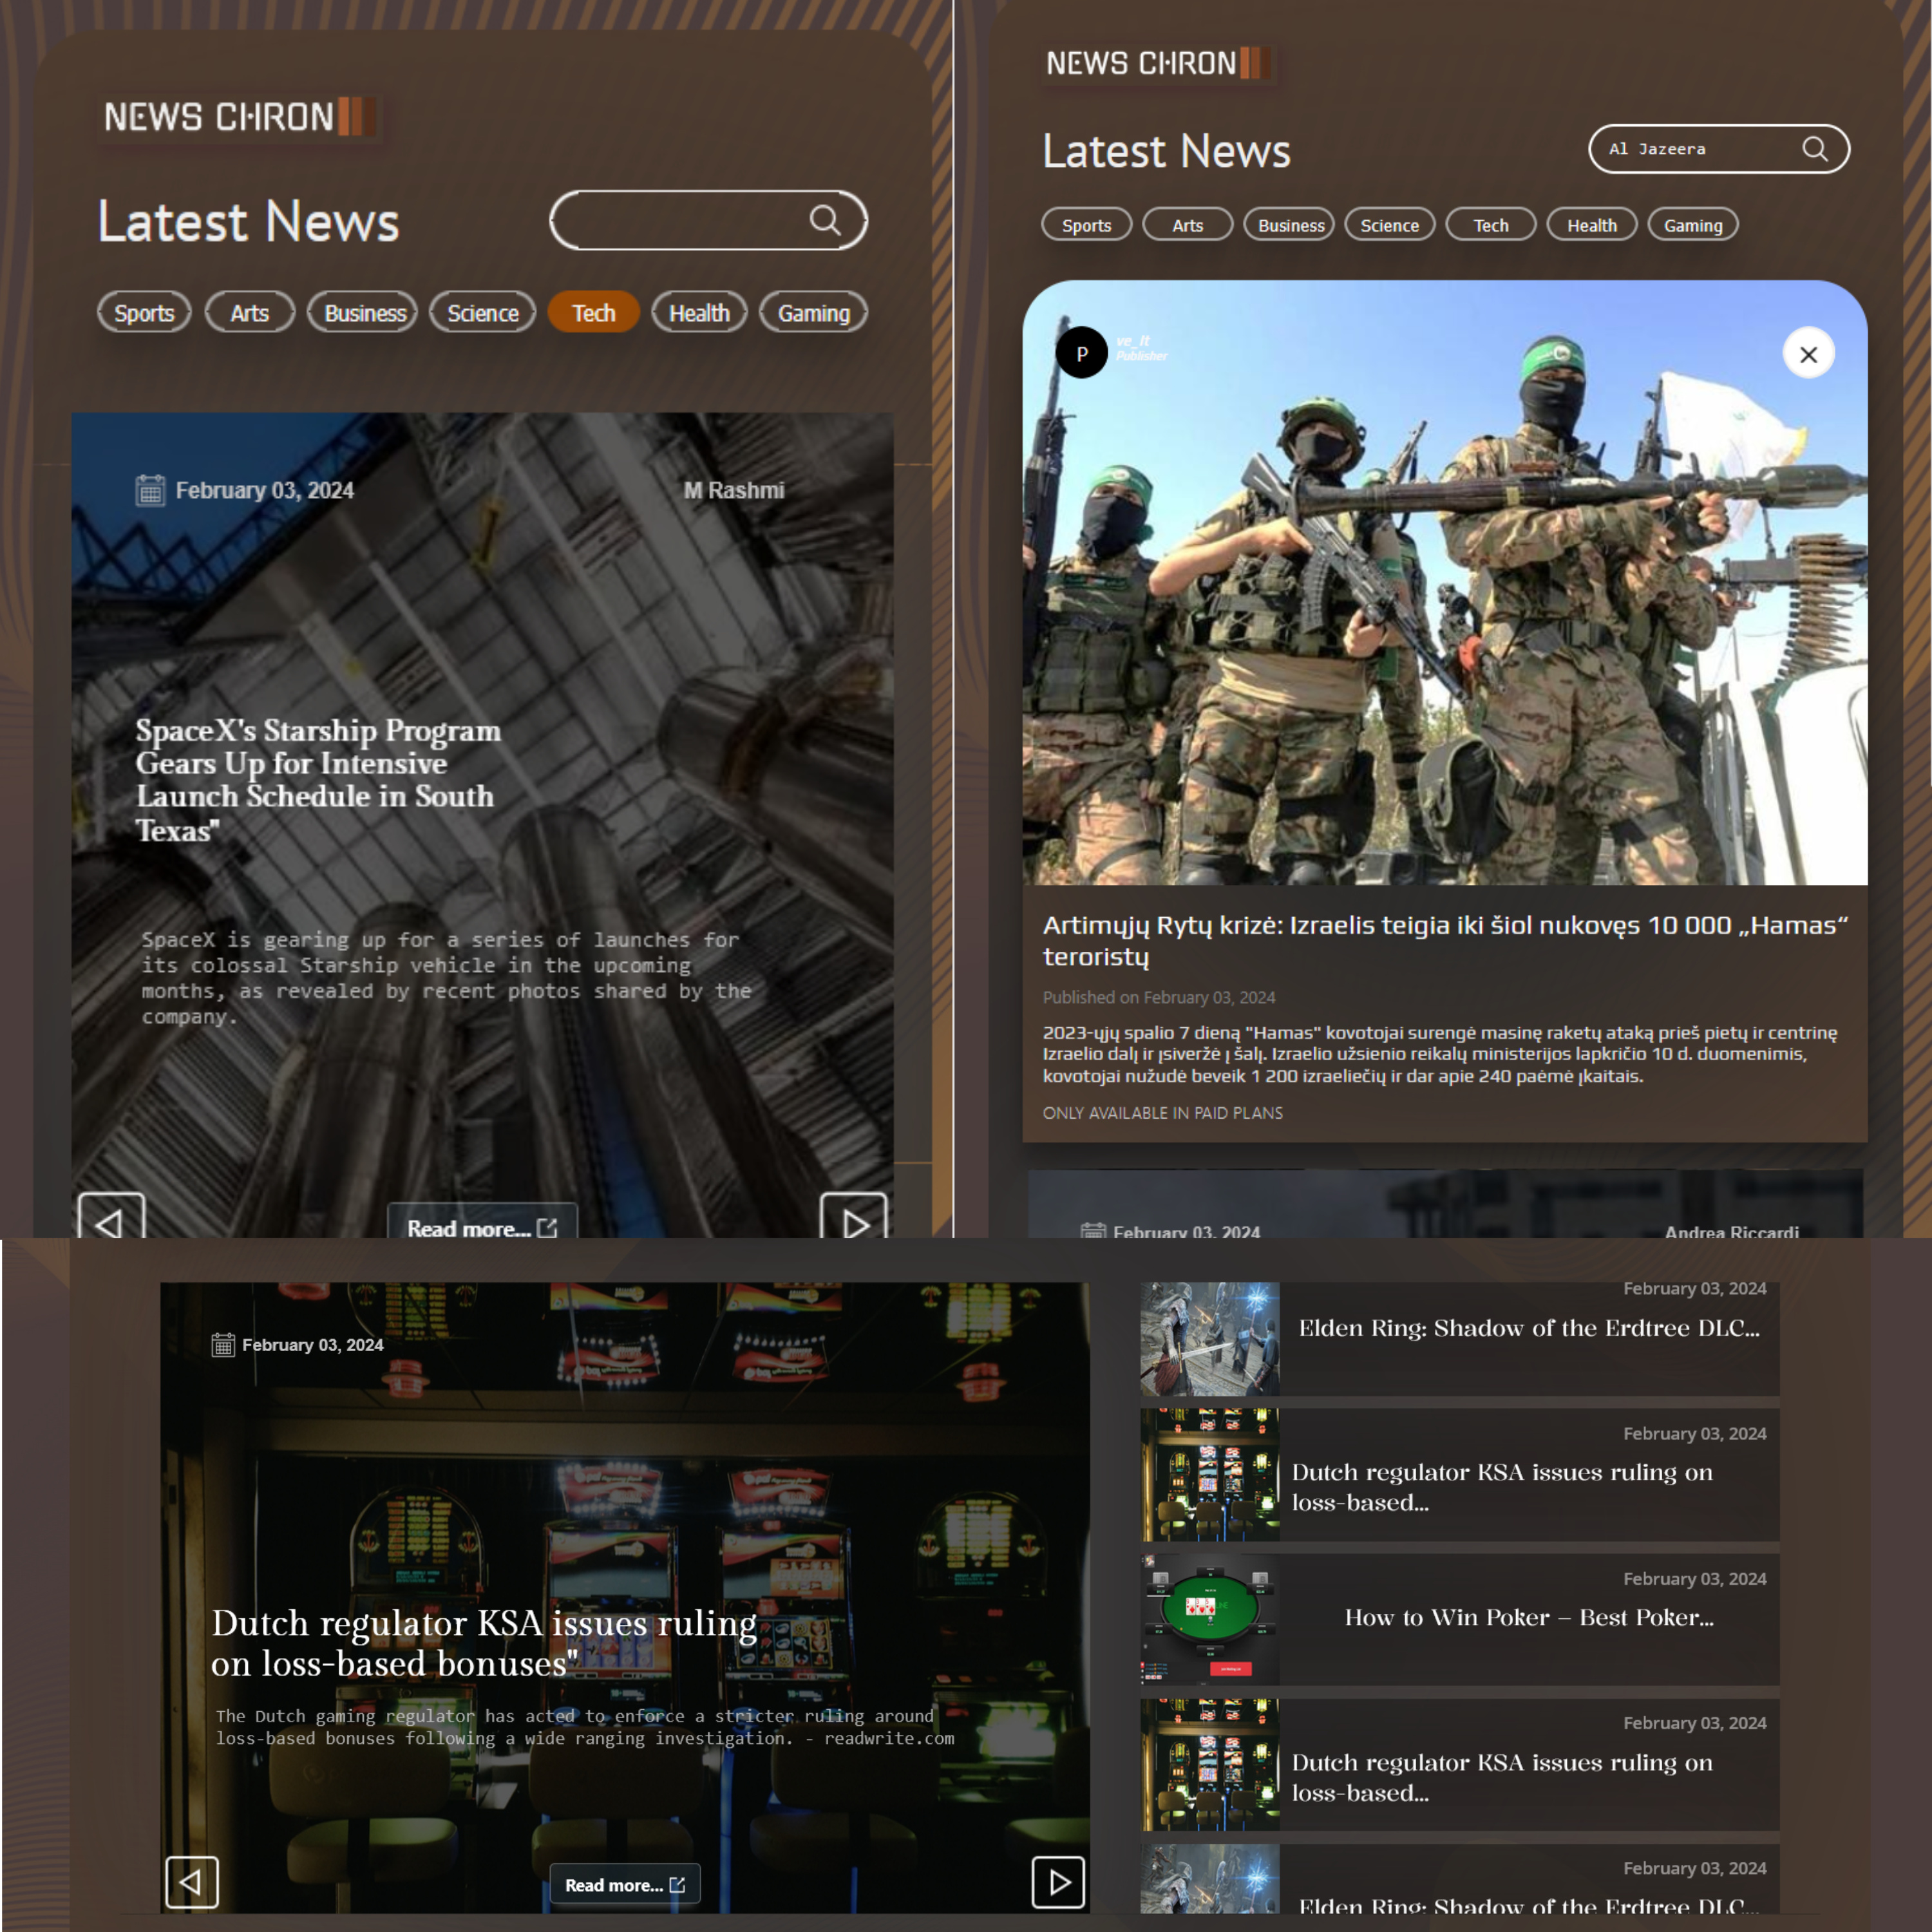 NEWS CHRON
Latest News
Sports
Arts
Business
Science
Tech
Health
Gaming
February 03, 2024
M Rashmi
SpaceX's Starship Program
Gears Up for Intensive
Launch Schedule in South
Texas"
SpaceX is gearing up for a series of launches for
its colossal Starship vehicle in the upcoming
months, as revealed by recent photos shared by the
company.
Read more...
NEWS CHRON
Latest News
Al Jazeera
Sports
Arts
Business
Science
Tech
Health
Gaming
P
ve_lt
Publisher
Artimųjų Rytų krizė: Izraelis teigia iki šiol nukovęs 10 000 „Hamas“
teroristų
Published on February 03, 2024
2023-ųjų spalio 7 dieną "Hamas" kovotojai surengė masinę raketų ataką prieš pietų ir centrinę
Izraelio dalį ir įsiveržė į šalį. Izraelio užsienio reikalų ministerijos lapkričio 10 d. duomenimis,
kovotojai nužudė beveik 1 200 izraeliečių ir dar apie 240 paėmė įkaitais.
ONLY AVAILABLE IN PAID PLANS
February 03, 2024
Andrea Riccardi
February 03, 2024
Dutch regulator KSA issues ruling
on loss-based bonuses"
The Dutch gaming regulator has acted to enforce a stricter ruling around
loss-based bonuses following a wide ranging investigation. - readwrite.com
Read more...
February 03, 2024
Elden Ring: Shadow of the Erdtree DLC...
February 03, 2024
Dutch regulator KSA issues ruling on
loss-based...
February 03, 2024
How to Win Poker – Best Poker...
February 03, 2024
Dutch regulator KSA issues ruling on
loss-based...
February 03, 2024
Elden Ring: Shadow of the Erdtree DLC...